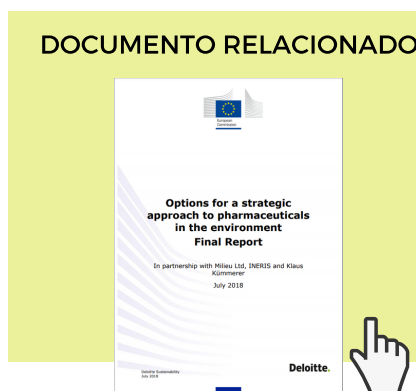 DOCUMENTO RELACIONADO
European
Commission
Options for a strategic
approach to pharmaceuticals
in the environment
Final Report
In partnership with Milieu Ltd, INERIS and Klaus
Kümmerer
July 2018
Deloitte Sustainability
July 2018
Deloitte.